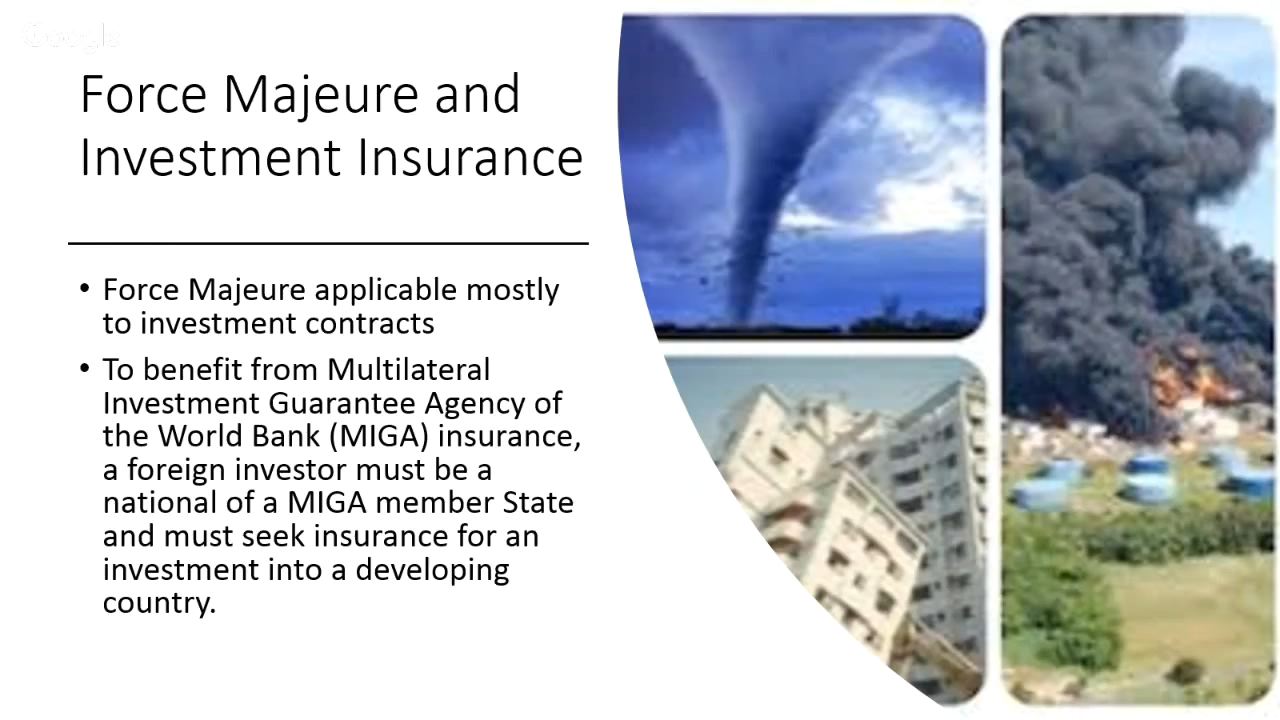 Google
Force Majeure and
Investment Insurance
• Force Majeure applicable mostly
to investment contracts
• To benefit from Multilateral
Investment Guarantee Agency of
the World Bank (MIGA) insurance,
a foreign investor must be a
national of a MIGA member State
and must seek insurance for an
investment into a developing
country.